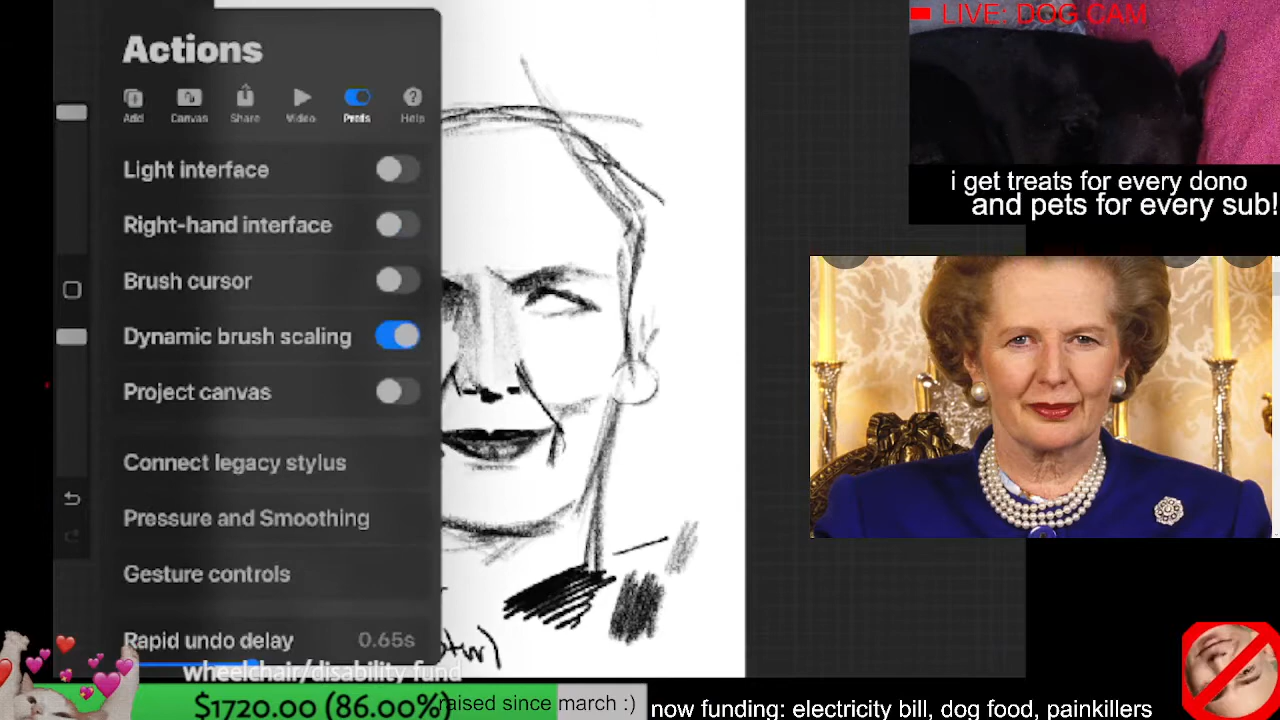 Actions
Add Canvas Share Video Prefs Help
Light interface
Right-hand interface
Brush cursor
Dynamic brush scaling
Project canvas
Connect legacy stylus
Pressure and Smoothing
Gesture controls
Rapid undo delay 0.65s
LIVE: DOG CAM
i get treats for every dono
and pets for every sub!
wheelchair/disability fund
$1720.00 (86.00%) raised since march :)
now funding: electricity bill, dog food, painkillers